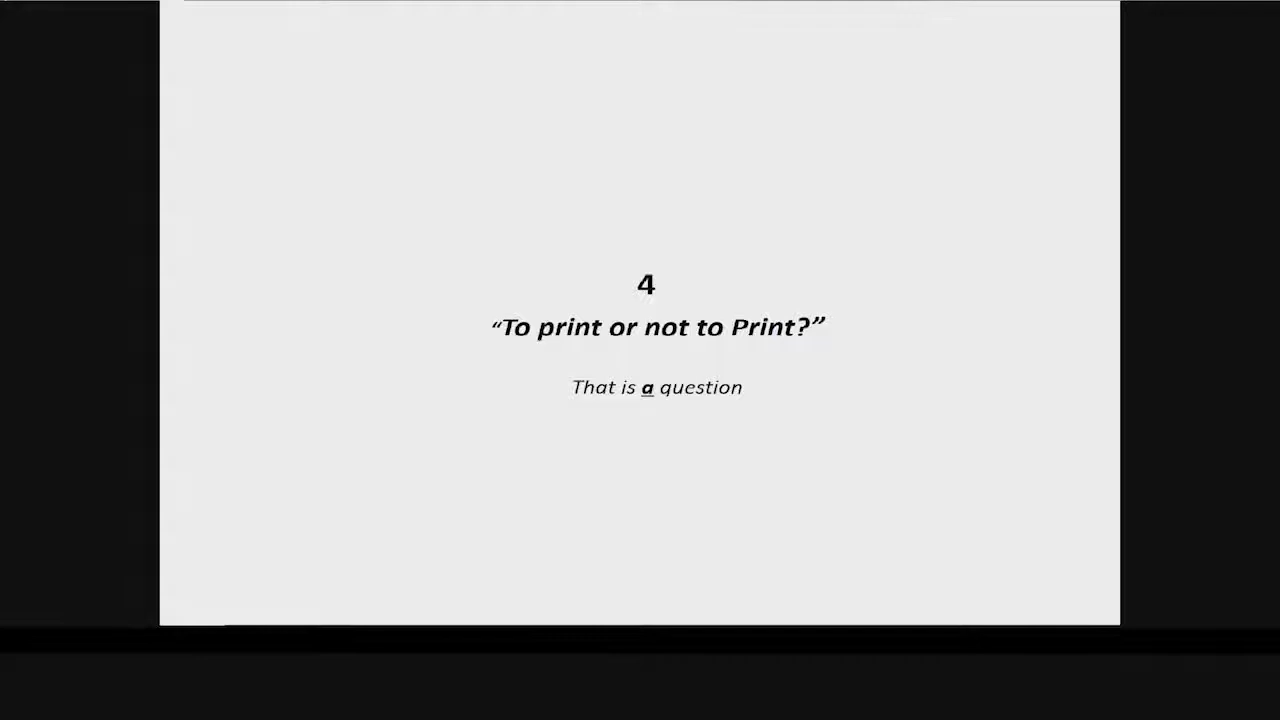 4
“To print or not to Print?”
That is a question